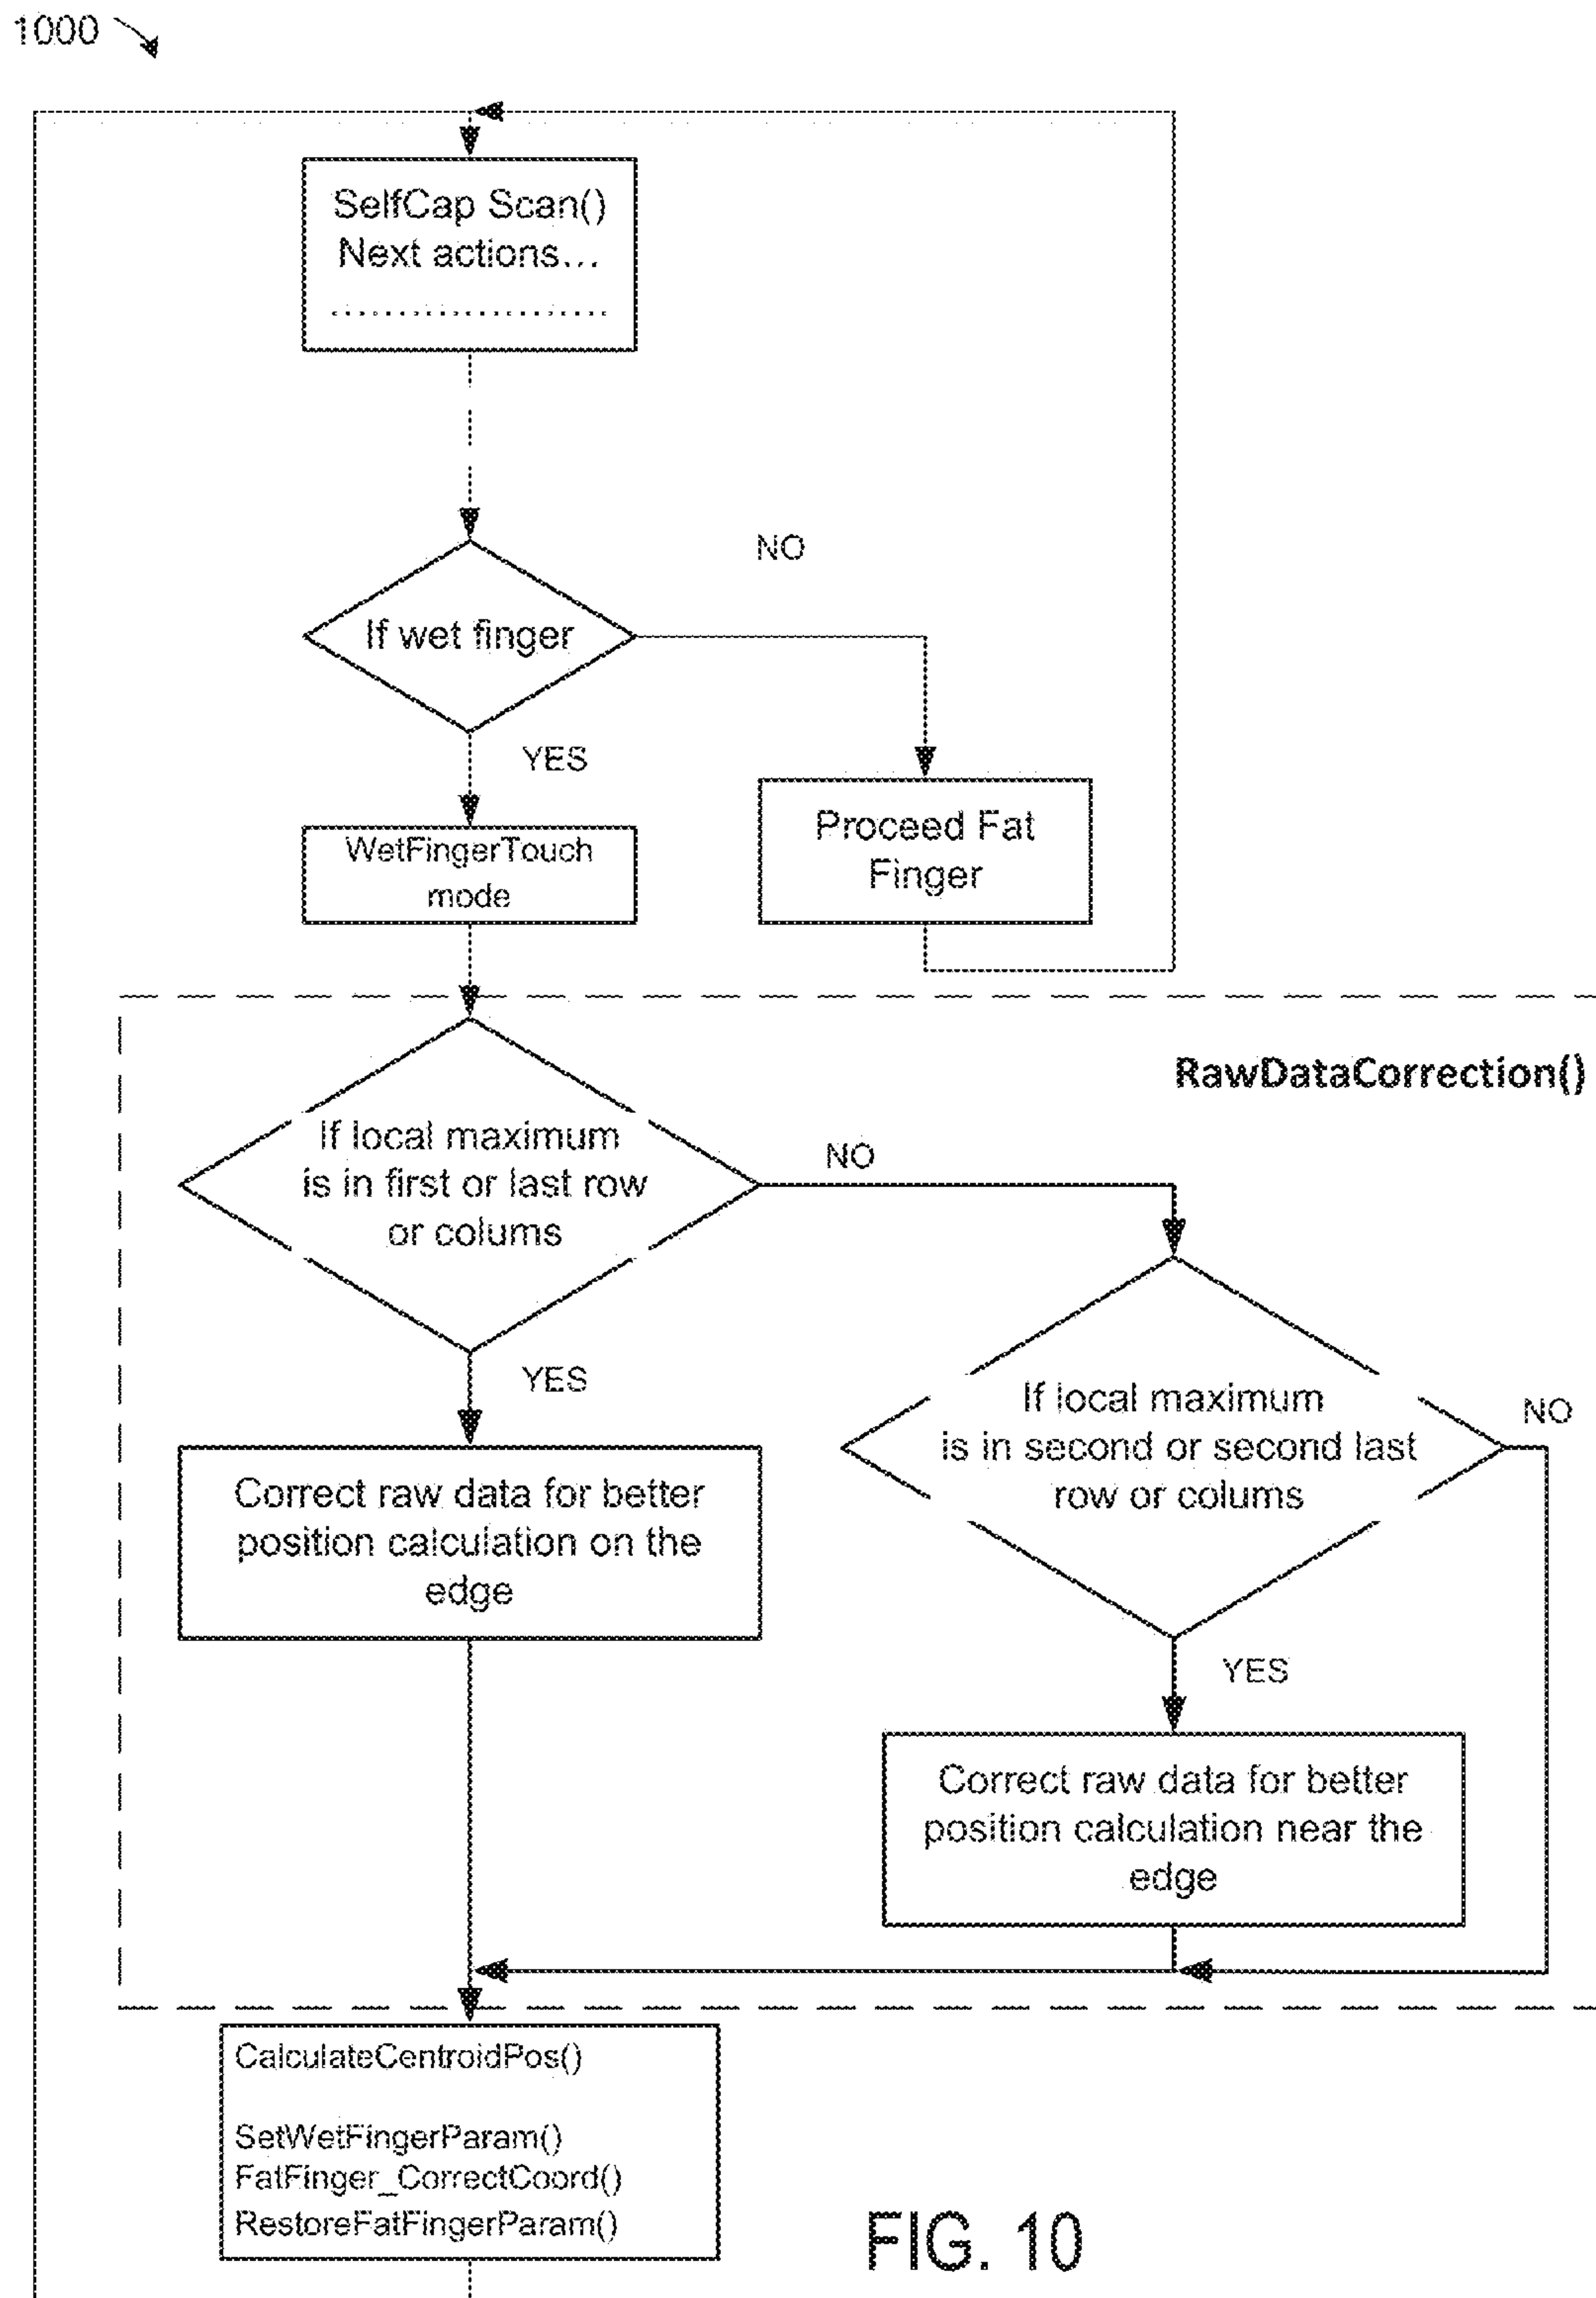 1000
SelfCap Scan()
Next actions...
....................
NO
If wet finger
YES
WetFingerTouch
mode
Proceed Fat
Finger
RawDataCorrection()
If local maximum
is in first or last row
or colums
NO
YES
If local maximum
is in second or second last
row or colums
NO
Correct raw data for better
position calculation on the
edge
YES
Correct raw data for better
position calculation near the
edge
CalculateCentroidPos()
SetWetFingerParam()
FatFinger_CorrectCoord()
RestoreFatFingerParam()
FIG. 10